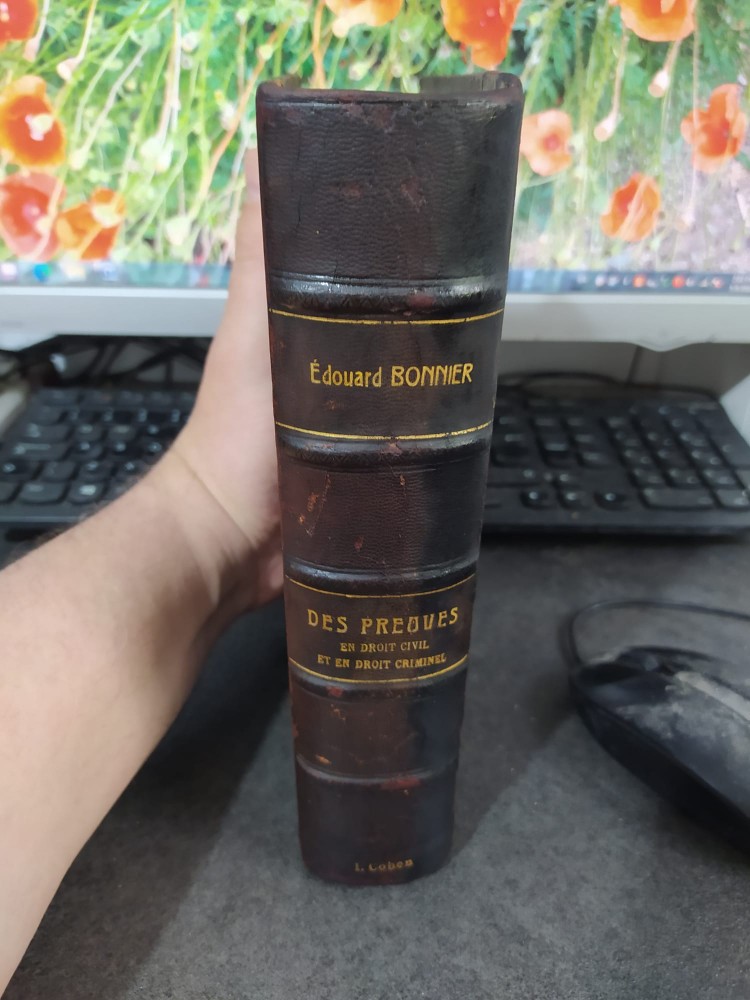 Édouard BONNIER
DES PREUVES
EN DROIT CIVIL
ET EN DROIT CRIMINEL
I. Cohen